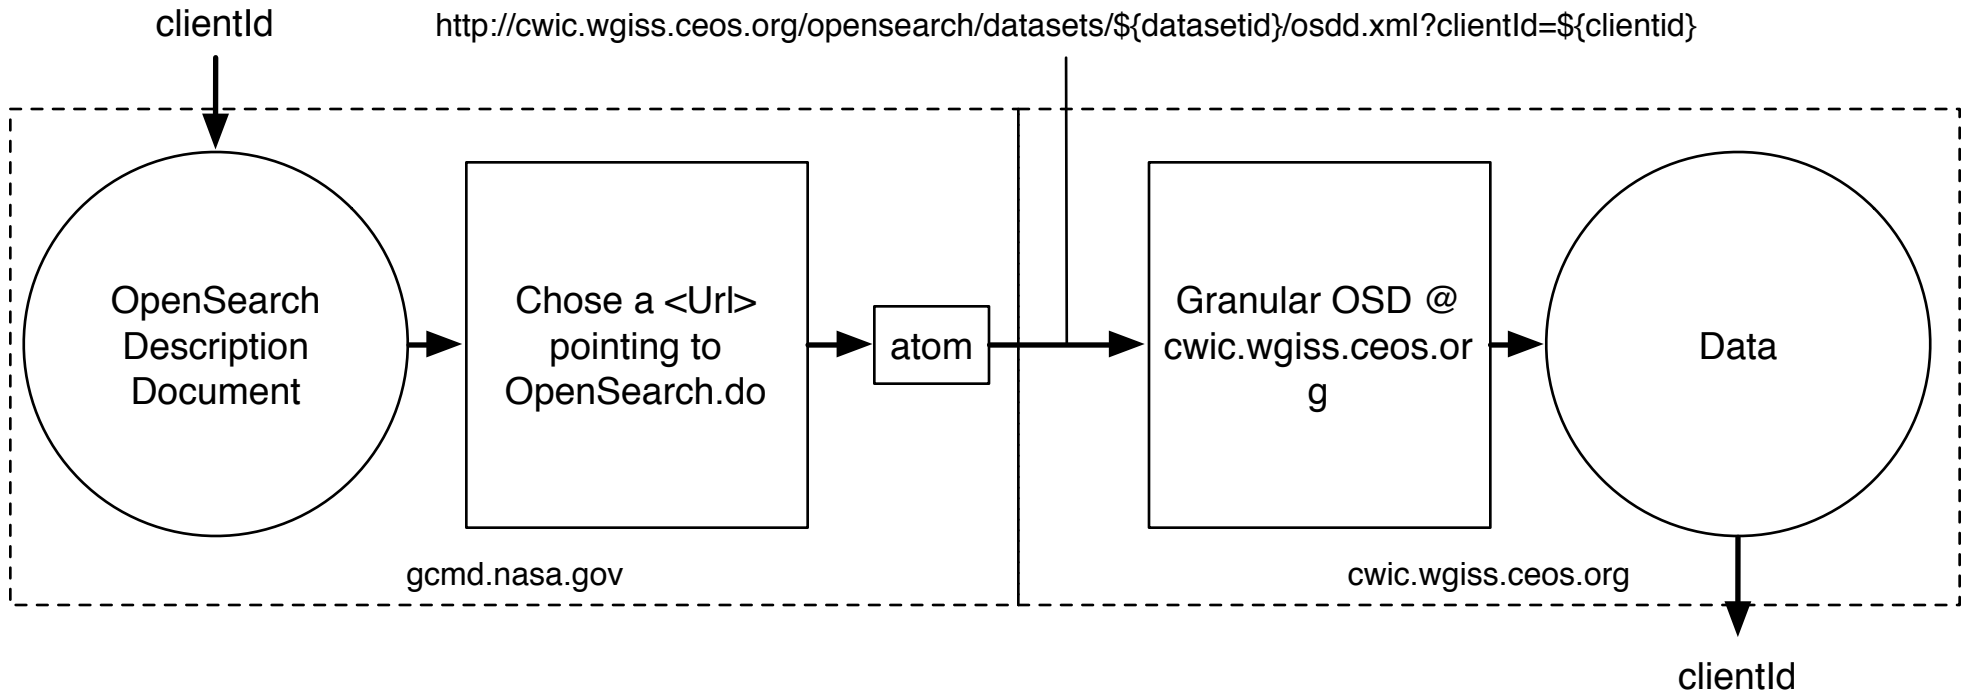 clientId
http://cwic.wgiss.ceos.org/opensearch/datasets/${datasetid}/osdd.xml?clientId=${clientid}
OpenSearch
Description
Document
Chose a <Url>
pointing to
OpenSearch.do
atom
Granular OSD @
cwic.wgiss.ceos.or
g
Data
gcmd.nasa.gov
cwic.wgiss.ceos.org
clientId